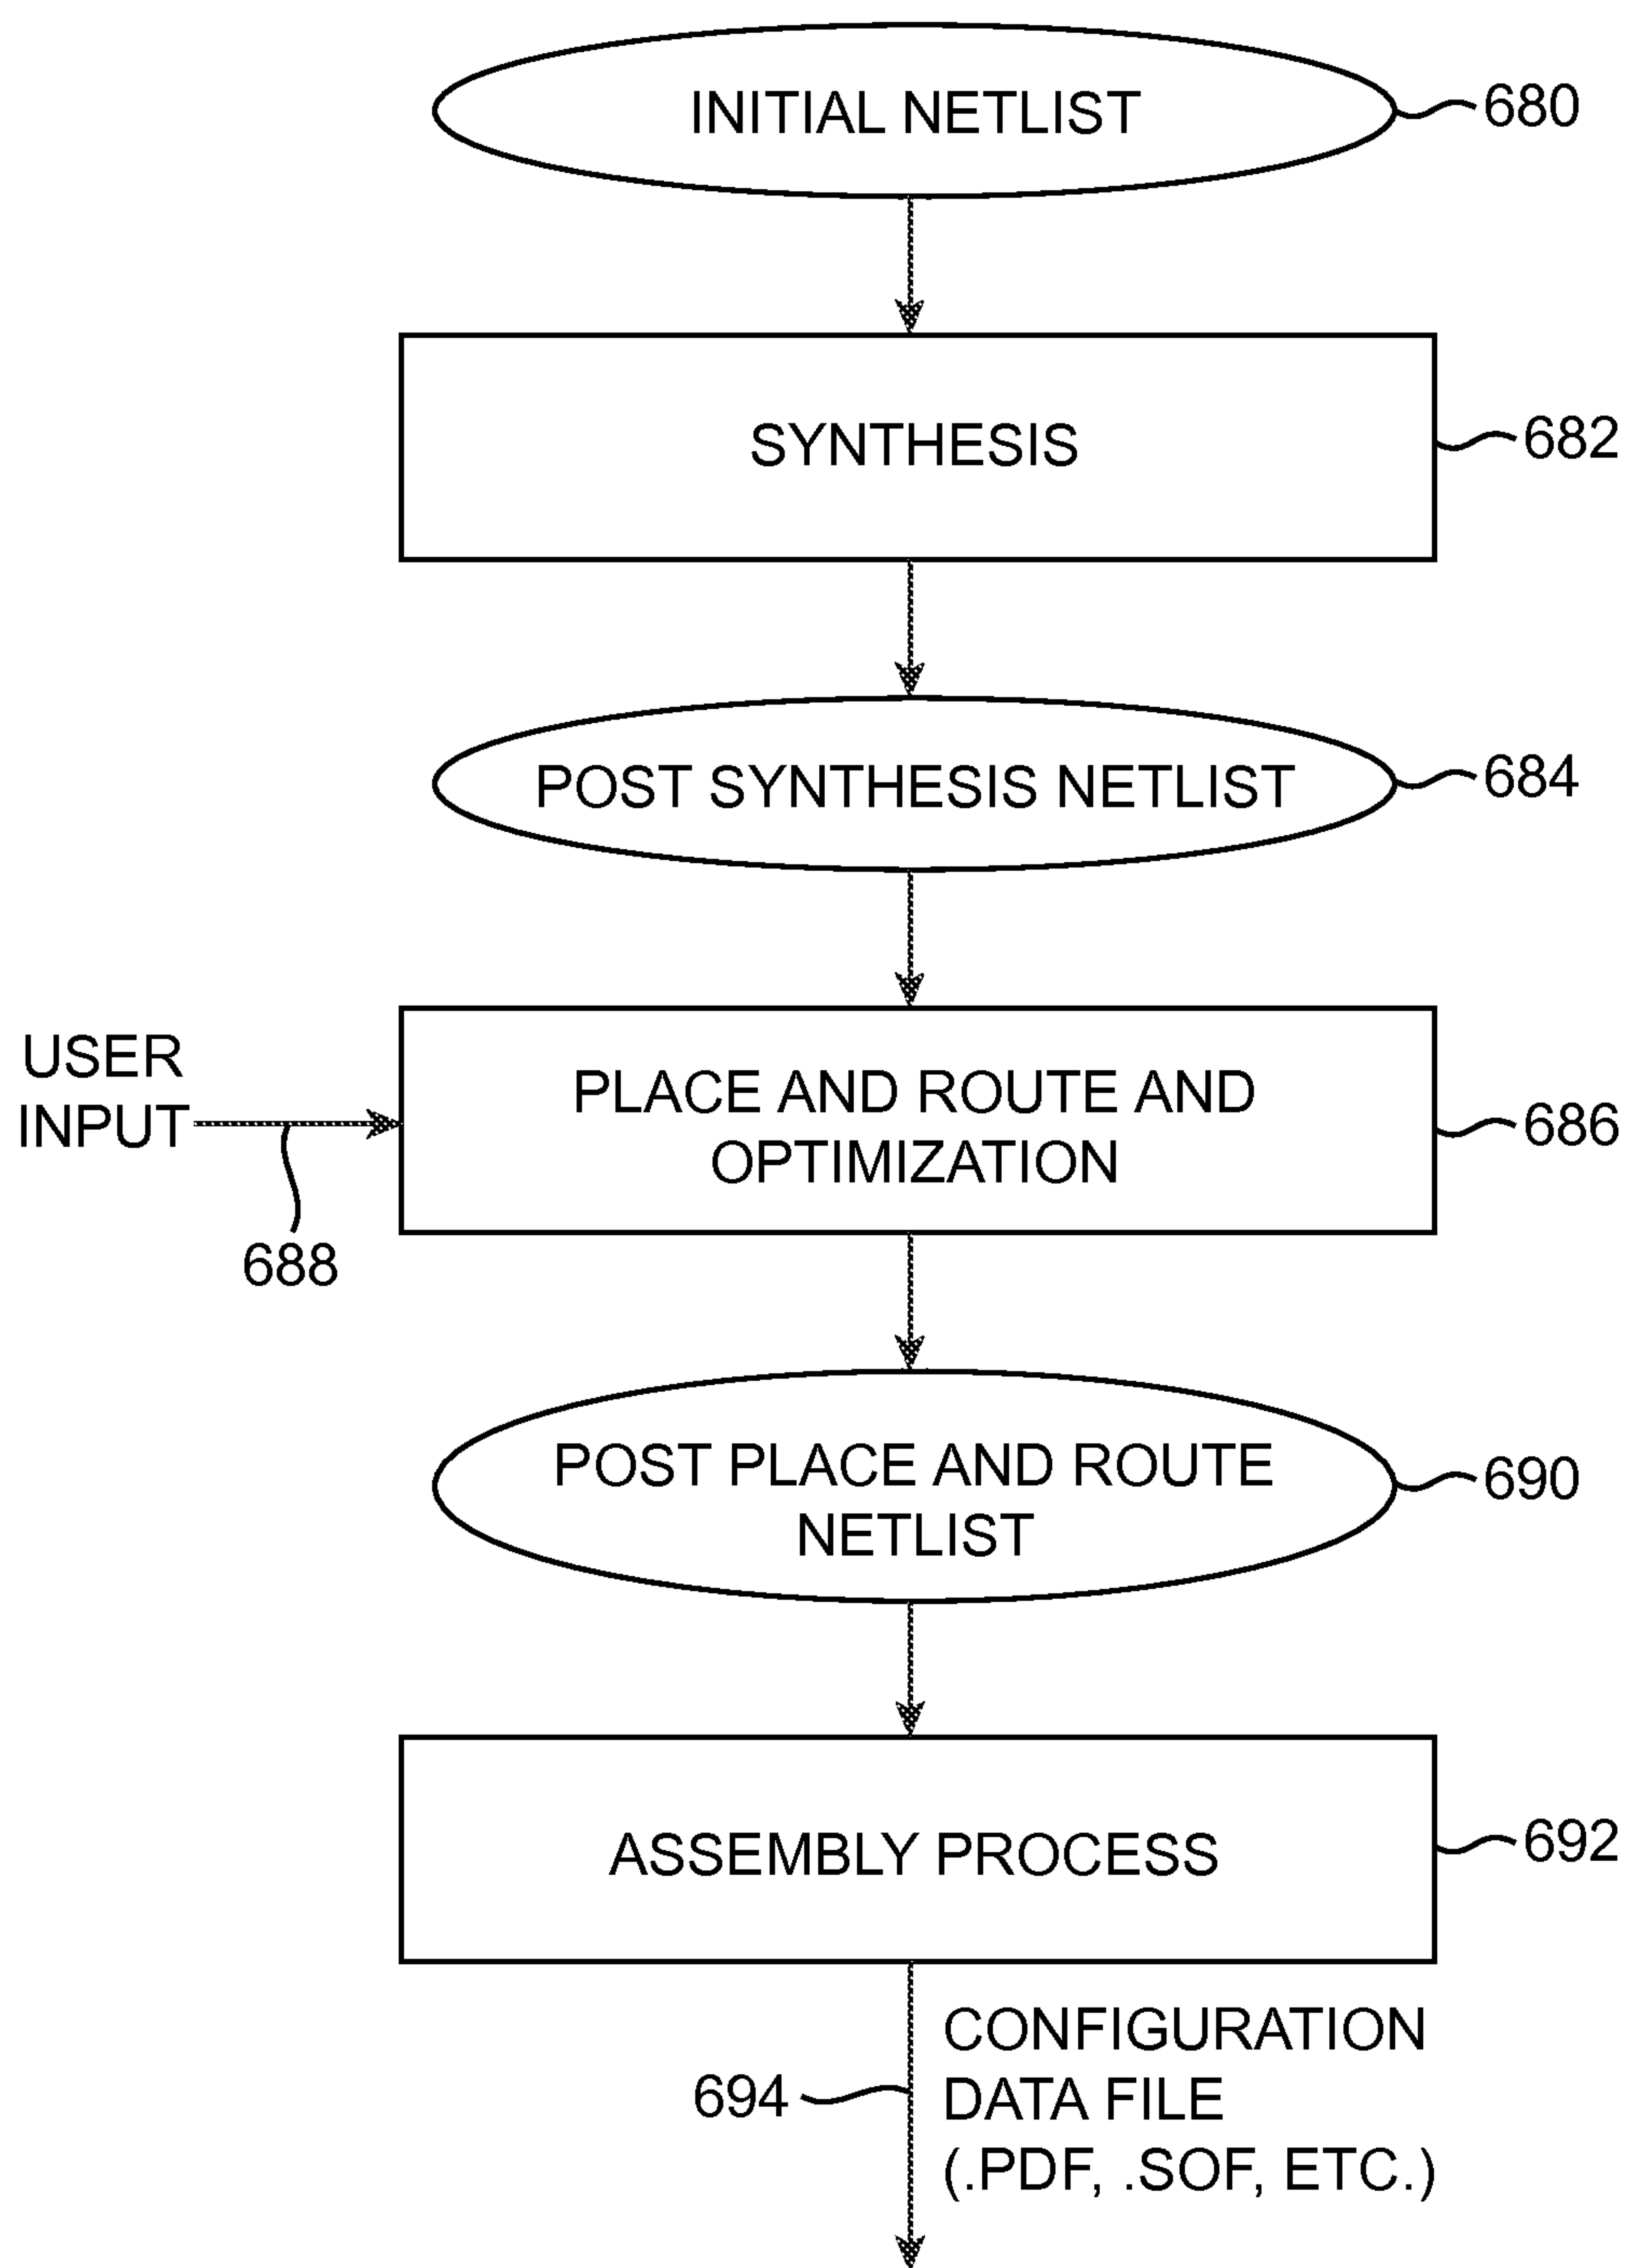 INITIAL NETLIST
680
SYNTHESIS
682
POST SYNTHESIS NETLIST
684
USER
INPUT
688
PLACE AND ROUTE AND
OPTIMIZATION
686
POST PLACE AND ROUTE
NETLIST
690
ASSEMBLY PROCESS
692
694
CONFIGURATION
DATA FILE
(.PDF, .SOF, ETC.)